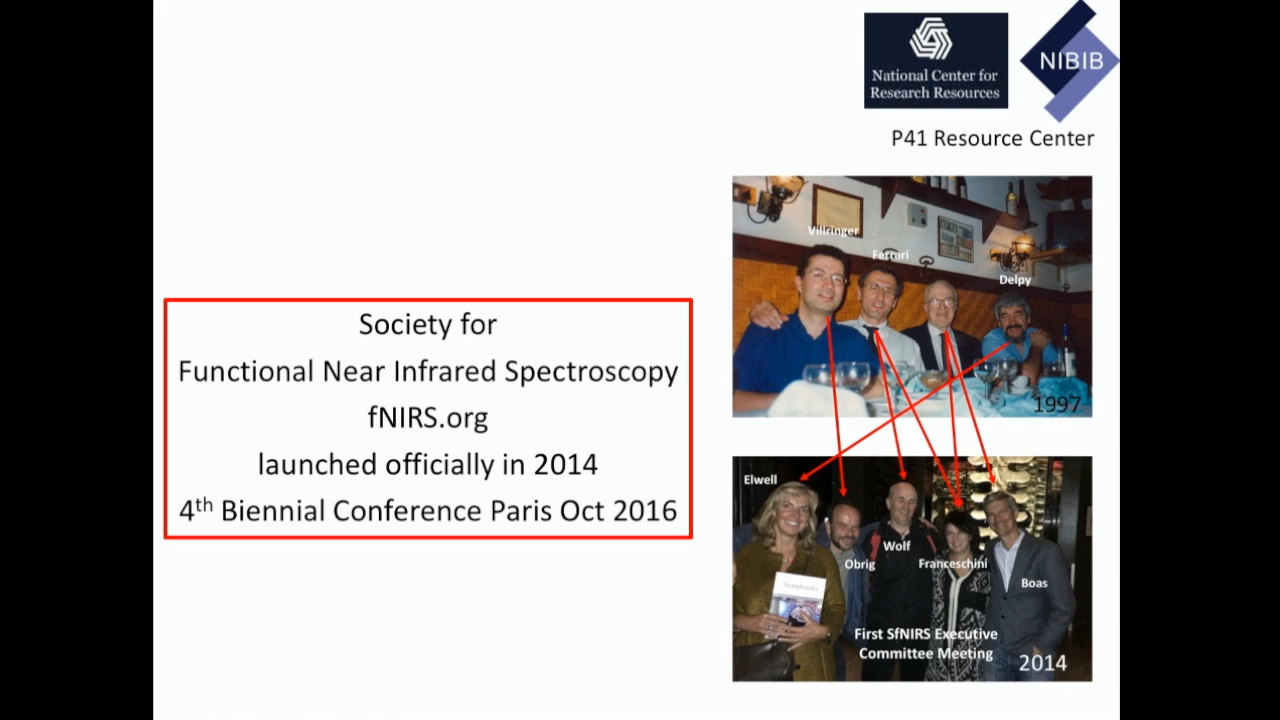 National Center for
Research Resources
NIBIB
P41 Resource Center
Villringer
Ferrari
Delpy
1997
Society for
Functional Near Infrared Spectroscopy
fNIRS.org
launched officially in 2014
4th Biennial Conference Paris Oct 2016
Elwell
Obrig
Wolf
Franceschini
Boas
First SfNIRS Executive
Committee Meeting
2014